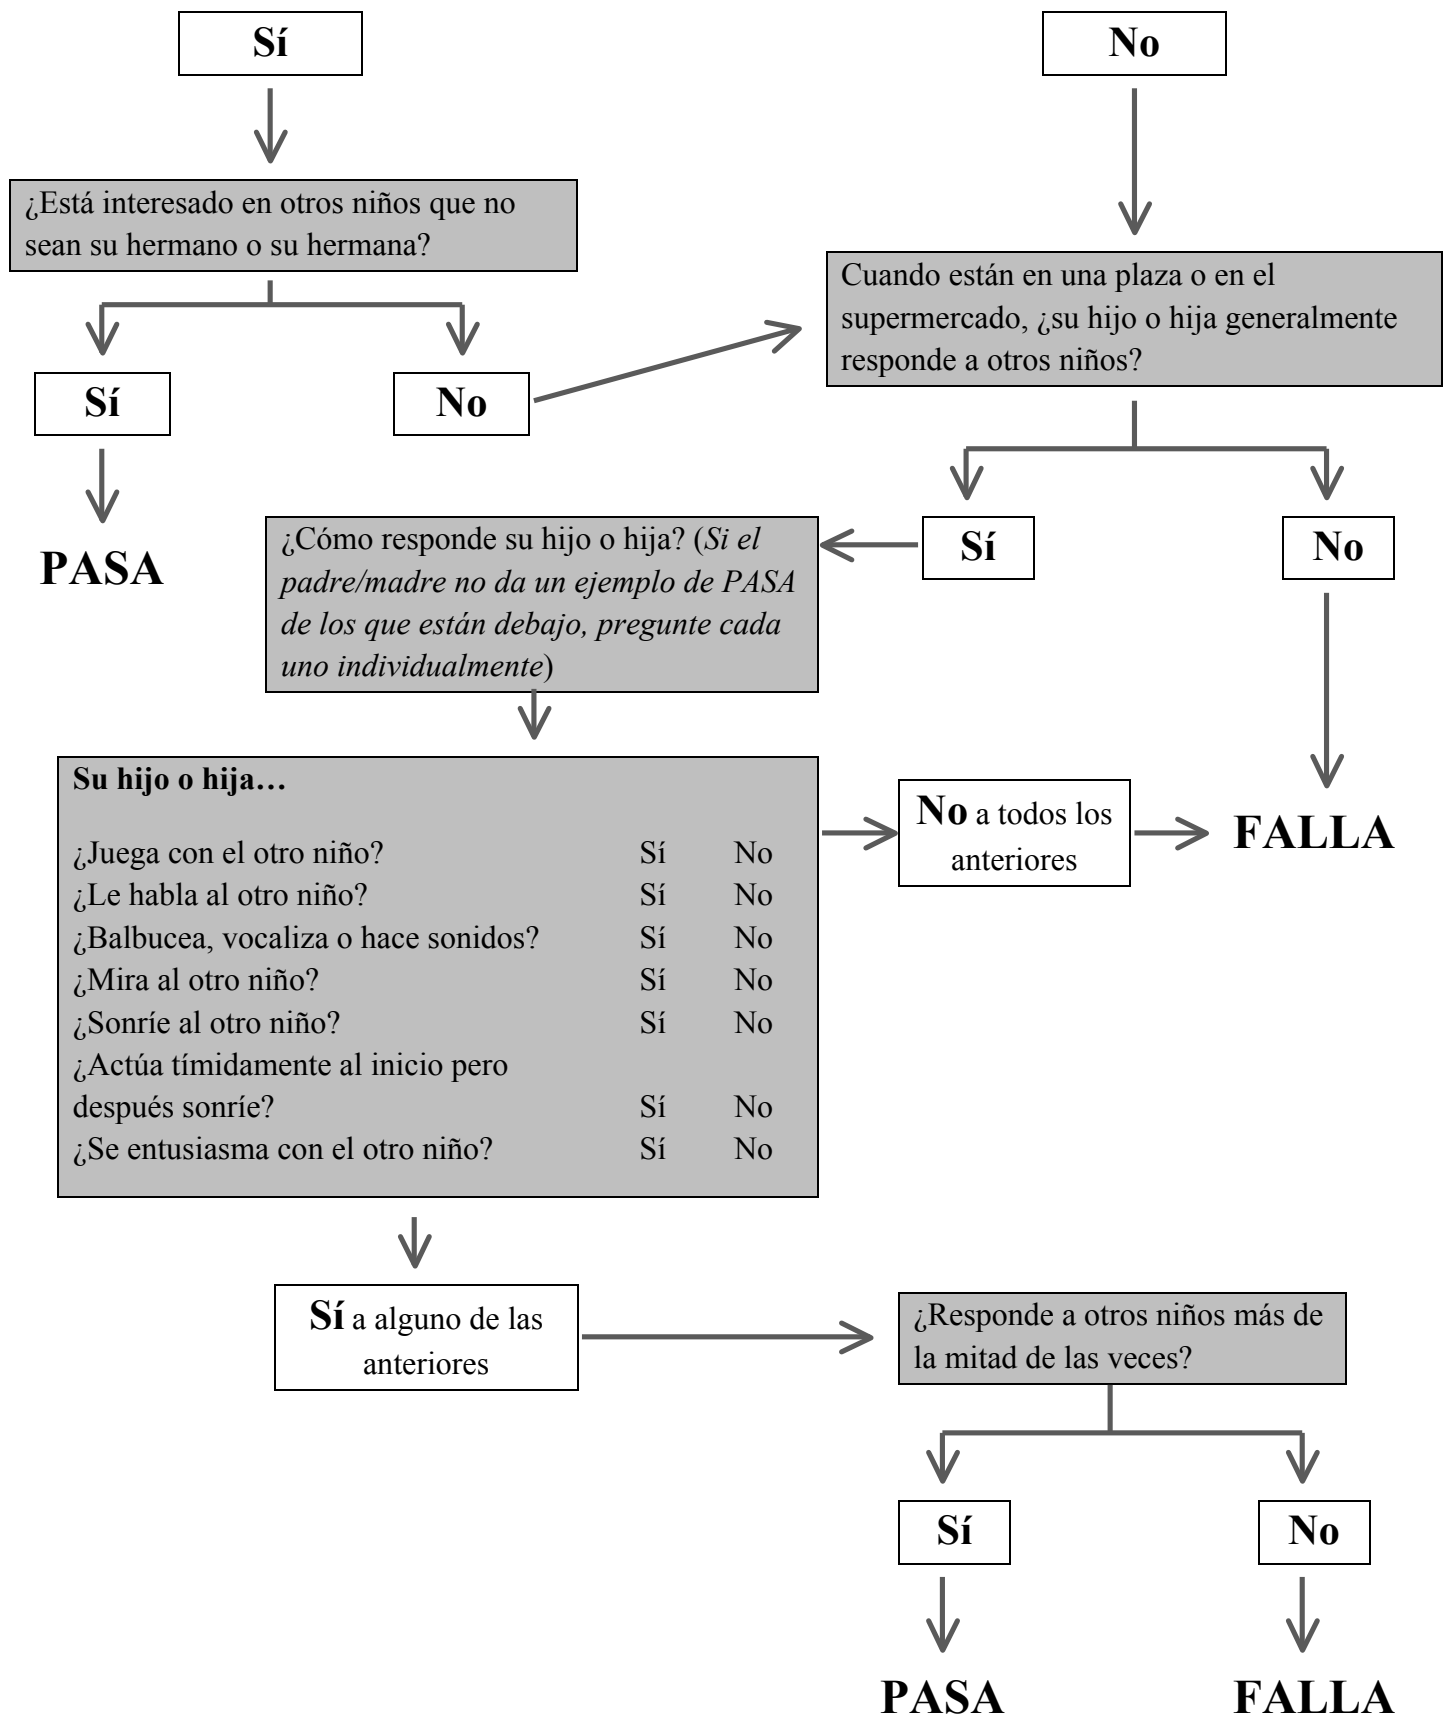 Sí
No
¿Está interesado en otros niños que no
sean su hermano o su hermana?
Cuando están en una plaza o en el
supermercado, ¿su hijo o hija generalmente
responde a otros niños?
Sí
No
PASA
Sí
No
¿Cómo responde su hijo o hija? (Si el
padre/madre no da un ejemplo de PASA
de los que están debajo, pregunte cada
uno individualmente)
Su hijo o hija…
¿Juega con el otro niño? Sí No
¿Le habla al otro niño? Sí No
¿Balbucea, vocaliza o hace sonidos? Sí No
¿Mira al otro niño? Sí No
¿Sonríe al otro niño? Sí No
¿Actúa tímidamente al inicio pero
después sonríe? Sí No
¿Se entusiasma con el otro niño? Sí No
No a todos los
anteriores
FALLA
Sí a alguno de las
anteriores
¿Responde a otros niños más de
la mitad de las veces?
Sí
No
PASA
FALLA